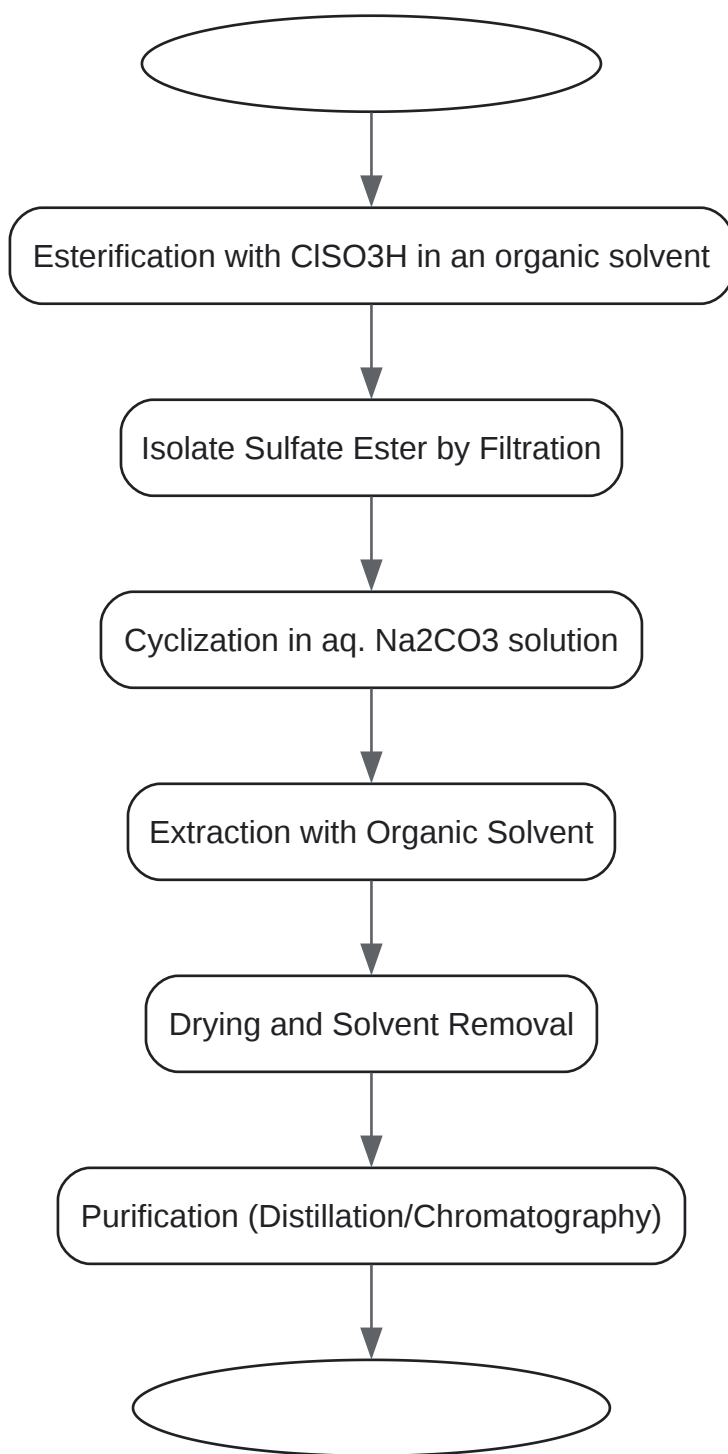 Esterification with ClSO3H in an organic solvent
Isolate Sulfate Ester by Filtration
Cyclization in aq. Na2CO3 solution
Extraction with Organic Solvent
Drying and Solvent Removal
Purification (Distillation/Chromatography)